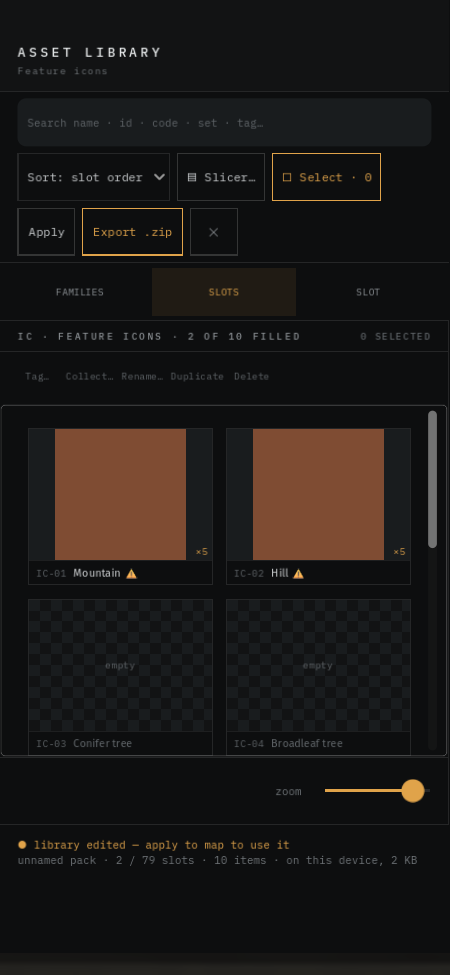 ASSET LIBRARY
Feature icons
Search name · id · code · set · tag…
Sort: slot order
▤ Slicer…
☐ Select · 0
Apply
Export .zip
×
FAMILIES
SLOTS
SLOT
IC · FEATURE ICONS · 2 OF 10 FILLED
0 SELECTED
Tag… Collect… Rename… Duplicate Delete
×5
×5
IC-01 Mountain ⚠
IC-02 Hill ⚠
empty
empty
IC-03 Conifer tree
IC-04 Broadleaf tree
zoom
● library edited — apply to map to use it
unnamed pack · 2 / 79 slots · 10 items · on this device, 2 KB